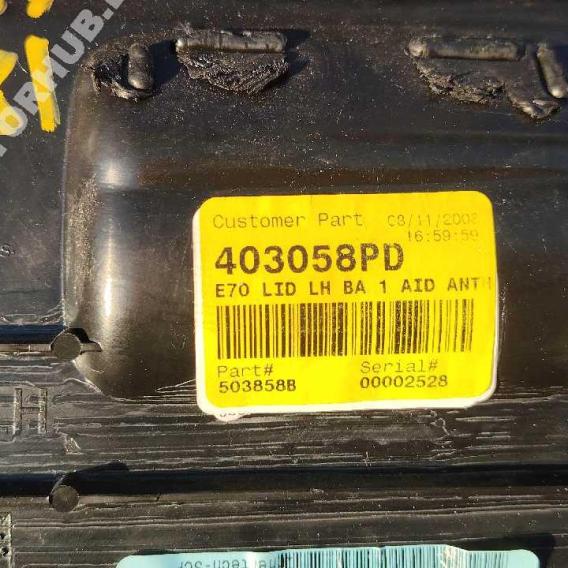 Customer Part 08/11/2008
16:59:59
403058PD
E70 LID LH BA 1 AID ANTH
Part# Serial#
503858B 00002528